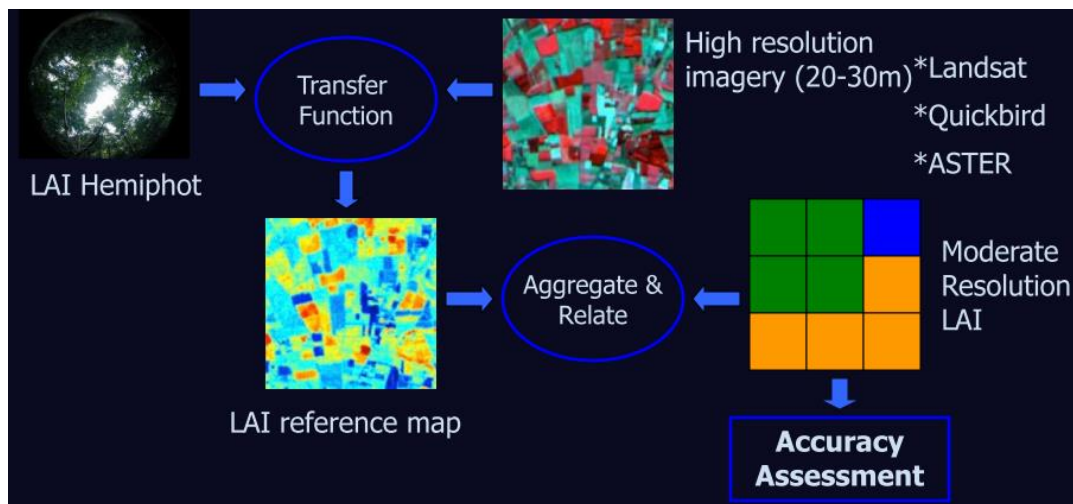 Transfer
Function
High resolution
imagery (20-30m)
*Landsat
*Quickbird
*ASTER
LAI Hemiphot
Aggregate &
Relate
Moderate
Resolution
LAI
LAI reference map
Accuracy
Assessment